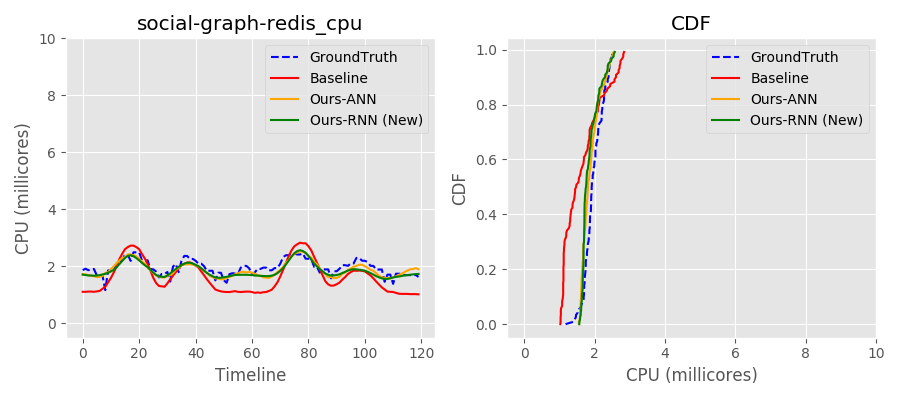 social-graph-redis_cpu
CPU (millicores)
10
8
6
4
2
0
GroundTruth
Baseline
Ours-ANN
Ours-RNN (New)
0 20 40 60 80 100 120
Timeline
CDF
CDF
1.0
0.8
0.6
0.4
0.2
0.0
GroundTruth
Baseline
Ours-ANN
Ours-RNN (New)
0 2 4 6 8 10
CPU (millicores)